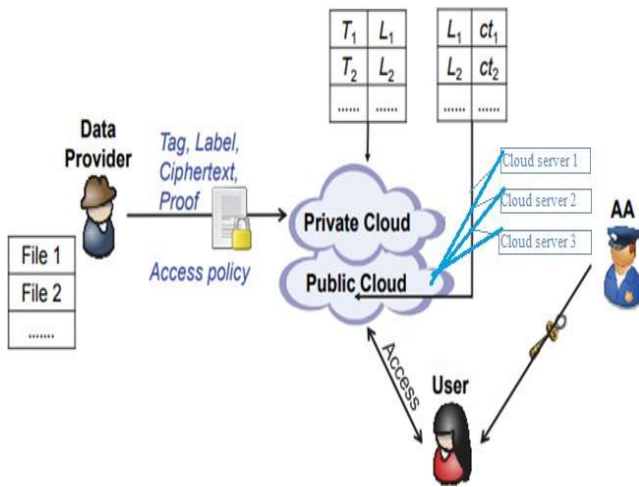 T1 L1
T2 L2
...... ......
L1 ct1
L2 ct2
...... ......
Data
Provider
Tag, Label,
Ciphertext,
Proof
Access policy
File 1
File 2
.......
Private Cloud
Public Cloud
Cloud server 1
Cloud server 2
Cloud server 3
AA
Access
User